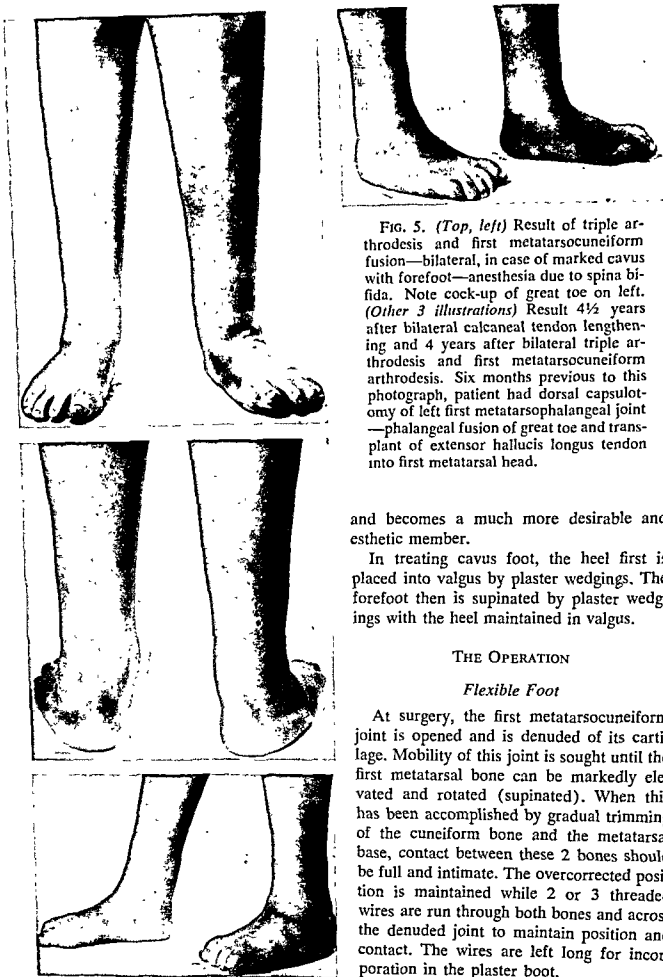 FIG. 5. (Top, left) Result of triple ar-
throdesis and first metatarsocuneiform
fusion—bilateral, in case of marked cavus
with forefoot—anesthesia due to spina bi-
fida. Note cock-up of great toe on left.
(Other 3 illustrations) Result 4½ years
after bilateral calcaneal tendon lengthen-
ing and 4 years after bilateral triple ar-
throdesis and first metatarsocuneiform
arthrodesis. Six months previous to this
photograph, patient had dorsal capsulot-
omy of left first metatarsophalangeal joint
—phalangeal fusion of great toe and trans-
plant of extensor hallucis longus tendon
into first metatarsal head.
and becomes a much more desirable and
esthetic member.
In treating cavus foot, the heel first is
placed into valgus by plaster wedgings. The
forefoot then is supinated by plaster wedg
ings with the heel maintained in valgus.
THE OPERATION
Flexible Foot
At surgery, the first metatarsocuneiform
joint is opened and is denuded of its carti
lage. Mobility of this joint is sought until the
first metatarsal bone can be markedly ele
vated and rotated (supinated). When thi
has been accomplished by gradual trimmin
of the cuneiform bone and the metatarsa
base, contact between these 2 bones shoul
be full and intimate. The overcorrected posi
tion is maintained while 2 or 3 threade
wires are run through both bones and acros
the denuded joint to maintain position an
contact. The wires are left long for incor
poration in the plaster boot.